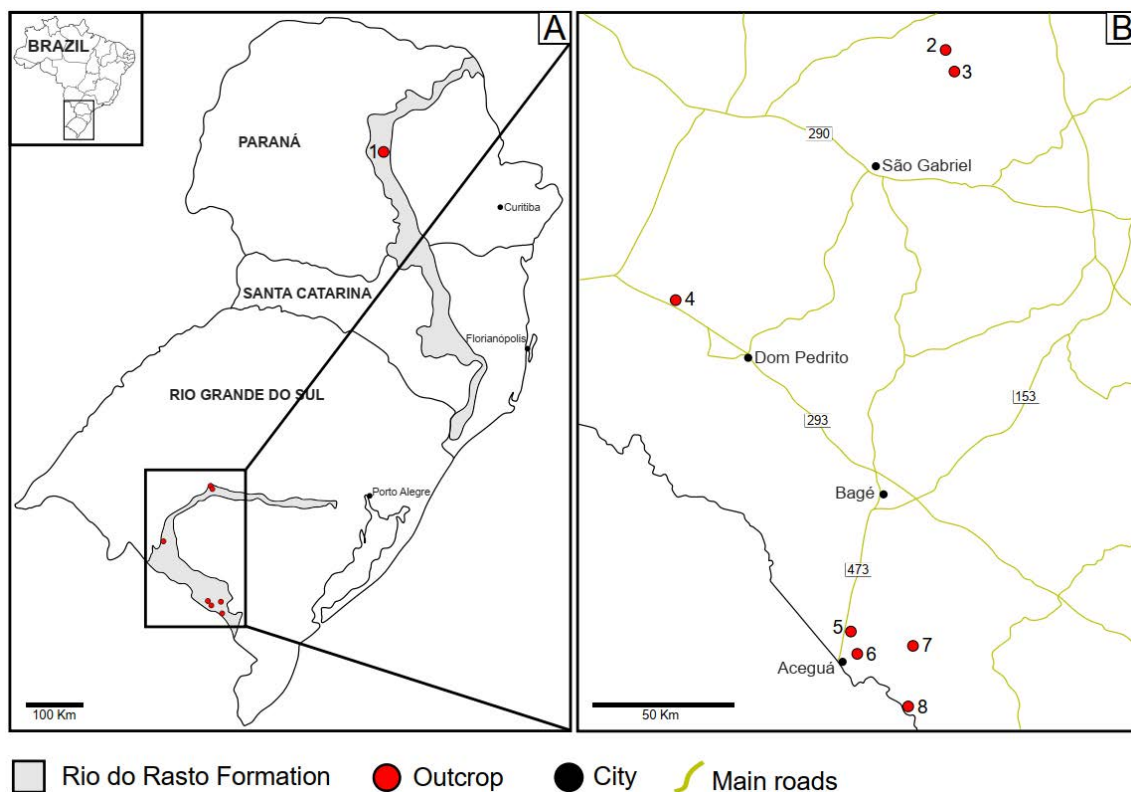 BRAZIL
A
PARANÁ
1
Curitiba
SANTA CATARINA
Florianópolis
RIO GRANDE DO SUL
Porto Alegre
100 Km
B
2
3
290
São Gabriel
4
Dom Pedrito
293
153
Bagé
473
5
6
7
Aceguá
8
50 Km
Rio do Rasto Formation
Outcrop
City
Main roads